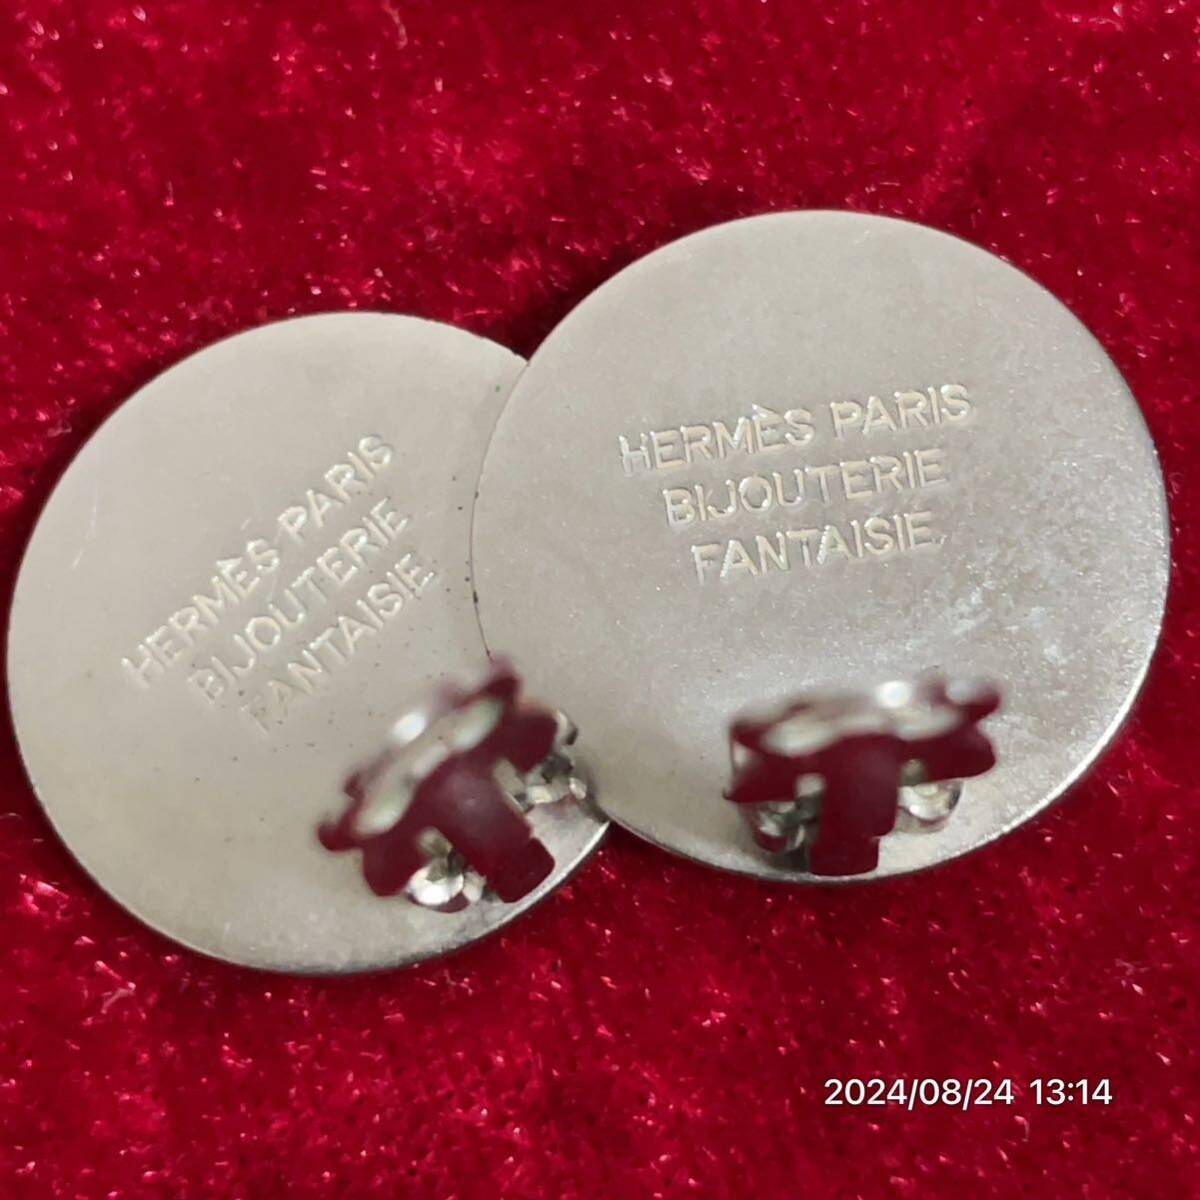 HERMÈS PARIS
BIJOUTERIE
FANTAISIE
HERMÈS PARIS
BIJOUTERIE
FANTAISIE
2024/08/24 13:14